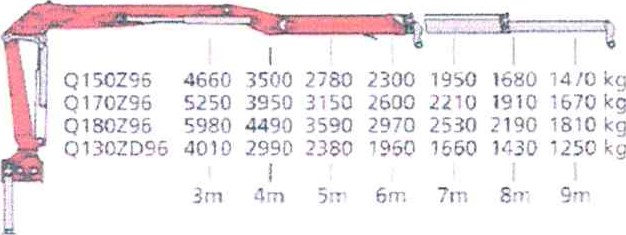 Q150Z96 4660 3500 2780 2300 1950 1680 1470 kg
Q170Z96 5250 3950 3150 2600 2210 1910 1670 kg
Q180Z96 5980 4490 3590 2970 2530 2190 1810 kg
Q130ZD96 4010 2990 2380 1960 1660 1430 1250 kg
3m 4m 5m 6m 7m 8m 9m